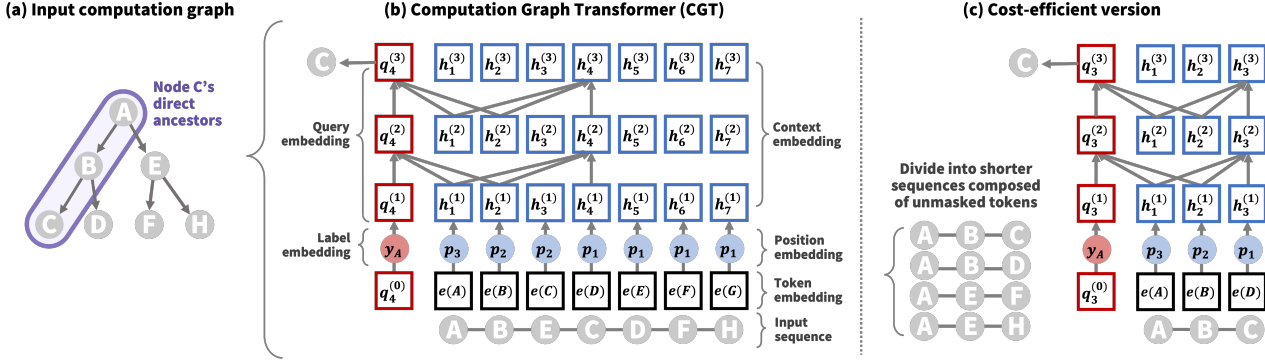 (a) Input computation graph
(b) Computation Graph Transformer (CGT)
(c) Cost-efficient version
Node C's
direct
ancestors
A
B E
C D F H
C q₄⁽³⁾ h₁⁽³⁾ h₂⁽³⁾ h₃⁽³⁾ h₄⁽³⁾ h₅⁽³⁾ h₆⁽³⁾ h₇⁽³⁾
Query
embedding
q₄⁽²⁾ h₁⁽²⁾ h₂⁽²⁾ h₃⁽²⁾ h₄⁽²⁾ h₅⁽²⁾ h₆⁽²⁾ h₇⁽²⁾
Context
embedding
q₄⁽¹⁾ h₁⁽¹⁾ h₂⁽¹⁾ h₃⁽¹⁾ h₄⁽¹⁾ h₅⁽¹⁾ h₆⁽¹⁾ h₇⁽¹⁾
Label
embedding
y_A p₃ p₂ p₂ p₁ p₁ p₁ p₁
Position
embedding
q₄⁽⁰⁾ e(A) e(B) e(C) e(D) e(E) e(F) e(G)
Token
embedding
A B E C D F H
Input
sequence
C q₃⁽³⁾ h₁⁽³⁾ h₂⁽³⁾ h₃⁽³⁾
q₃⁽²⁾ h₁⁽²⁾ h₂⁽²⁾ h₃⁽²⁾
q₃⁽¹⁾ h₁⁽¹⁾ h₂⁽¹⁾ h₃⁽¹⁾
y_A p₃ p₂ p₁
q₃⁽⁰⁾ e(A) e(B) e(D)
A B C
Divide into shorter
sequences composed
of unmasked tokens
A B C
A B D
A E F
A E H